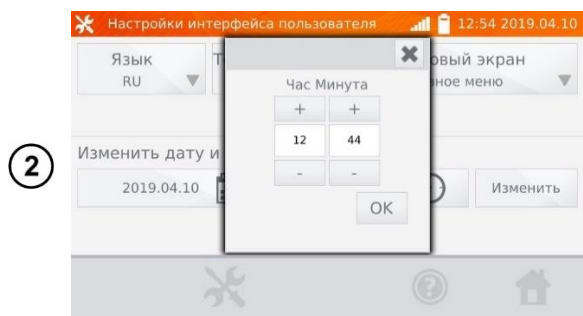 2
Настройки интерфейса пользователя 12:54 2019.04.10
Язык
RU
Т
овый экран
ное меню
Час Минута
+ +
12 44
- -
OK
Изменить дату и
2019.04.10
Изменить